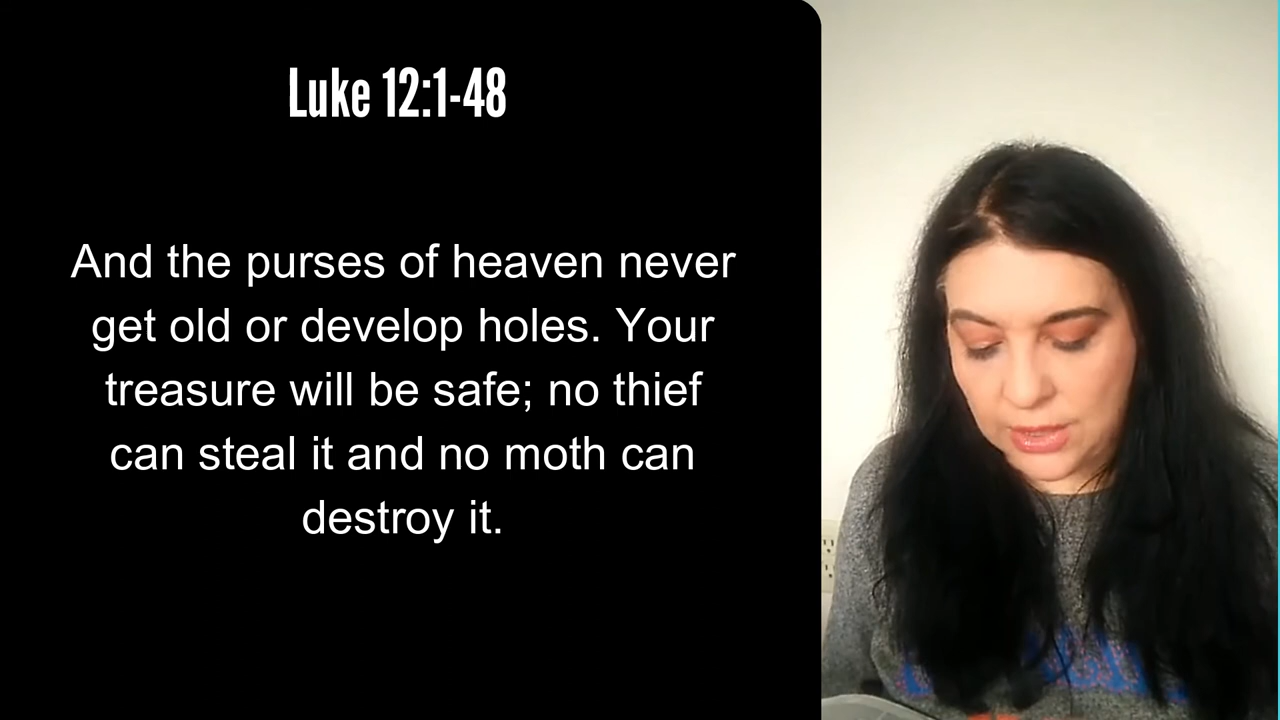 Luke 12:1-48
And the purses of heaven never
get old or develop holes. Your
treasure will be safe; no thief
can steal it and no moth can
destroy it.